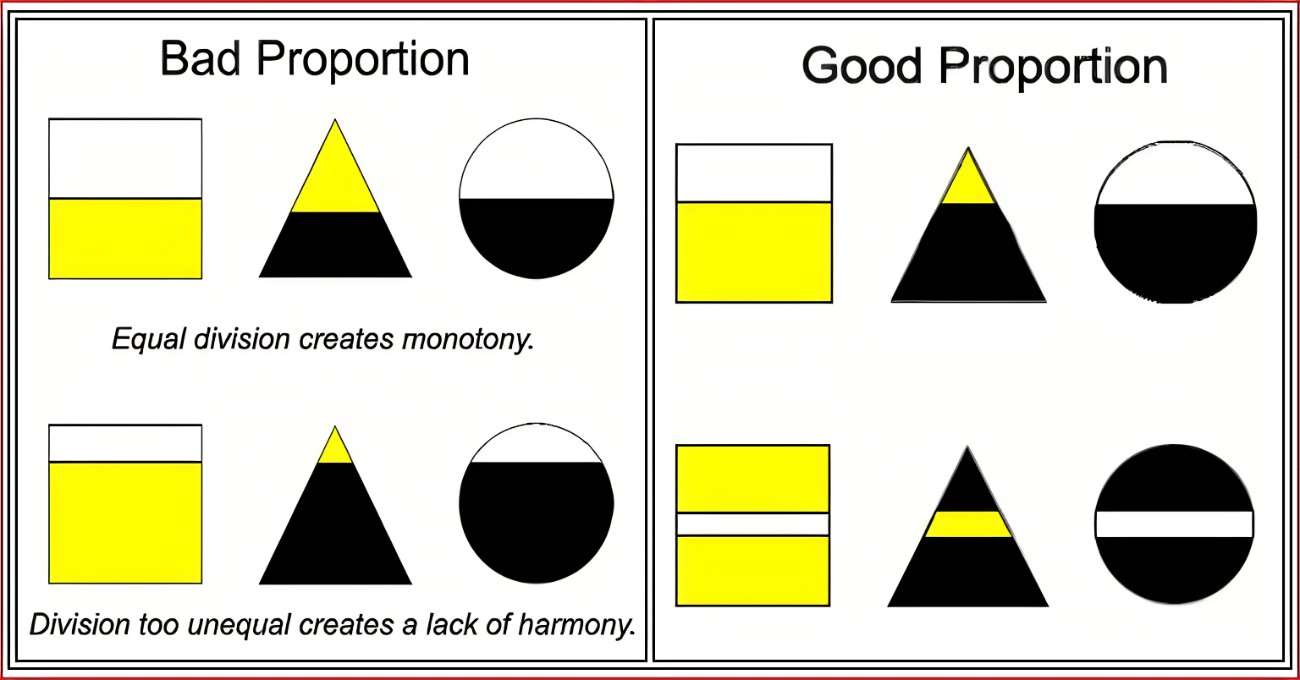 Bad Proportion
Equal division creates monotony.
Division too unequal creates a lack of harmony.
Good Proportion